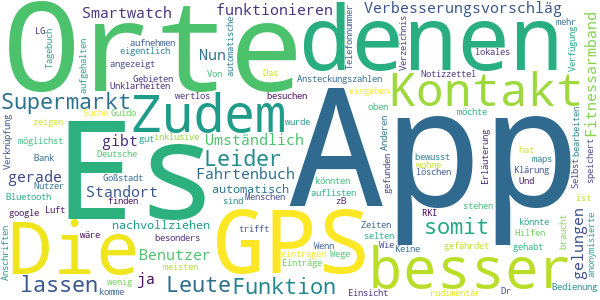 Smartwatch funktionieren Verbesserungsvorschläg
LG aufnehmen Nun Telefonnummer Verzeichnis mehr
Tagebuch eigentlich automatische lokales Verfügung
Orte denen
aufgehalten angezeigt Von Das Ansteckungszahlen Notizzettel Fitnessarmband
Gebieten besuchen
Unklarheiten wertlos eingeben Kontakt
Supermarkt Suche Guido wurde oben möchte
Verknüpfung zeigen Zudem Anderen Erläuterung bearbeiten
möglichst gut inklusive Umständlich
Es gibt Deutsche App bewusst hat speichert
Bank Leider gefunden wohne maps Selbst
gerade Goßstadt Fahrtenbuch löschen Klärung
Nutzer Standort automatisch könnten Und ist
Bluetooth auflisten
google Luft finden sind Menschen zB stehen anonymisierte
nachvollziehen Zeiten RKI somit könnte
Anschriften Die wäre besonders GPS trifft Wenn selten Wie Keine gefährdet gehabt Hilfen gelungen
Benutzer eintragen Wege braucht
meisten Einträge besser
lassen wenig ja Leute Funktion Einsicht rudimentär Dr Bedienung
komme